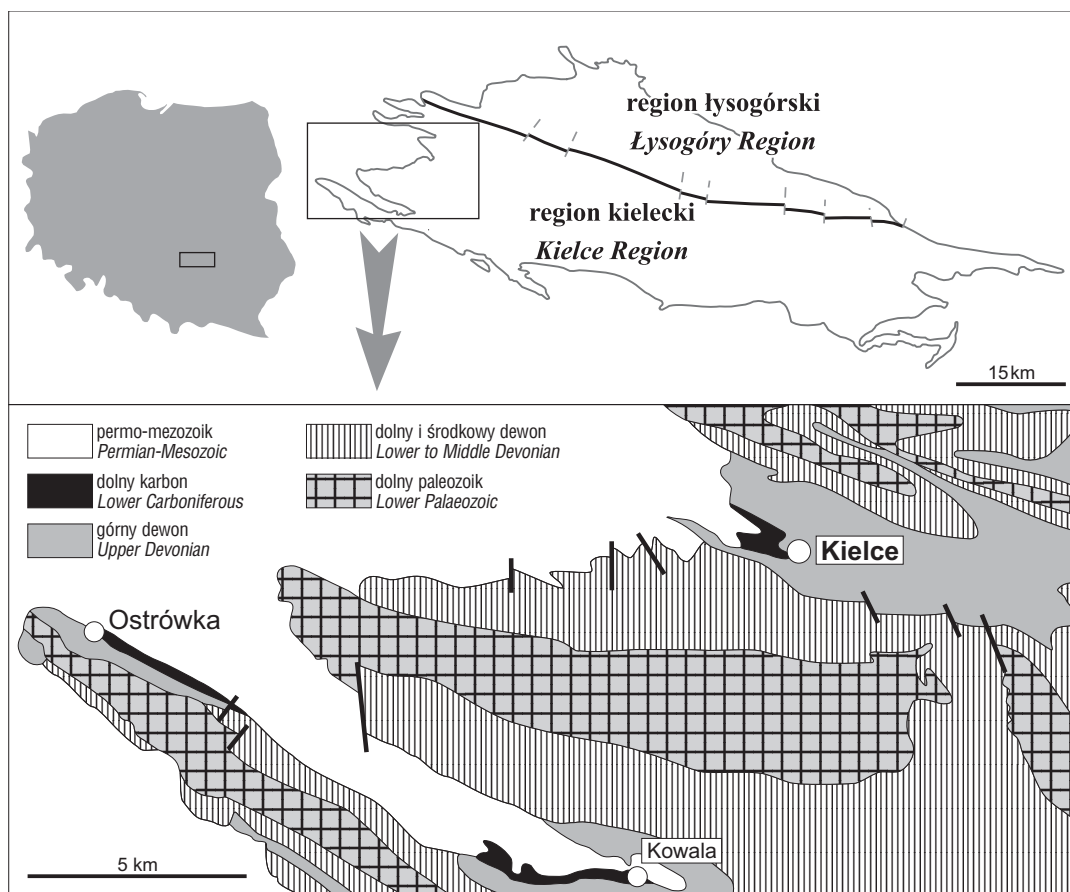 region łysogórski
Łysogóry Region
region kielecki
Kielce Region
15 km
permo-mezozoik
Permian-Mesozoic
dolny karbon
Lower Carboniferous
górny dewon
Upper Devonian
dolny i środkowy dewon
Lower to Middle Devonian
dolny paleozoik
Lower Palaeozoic
Kielce
Ostrówka
Kowala
5 km